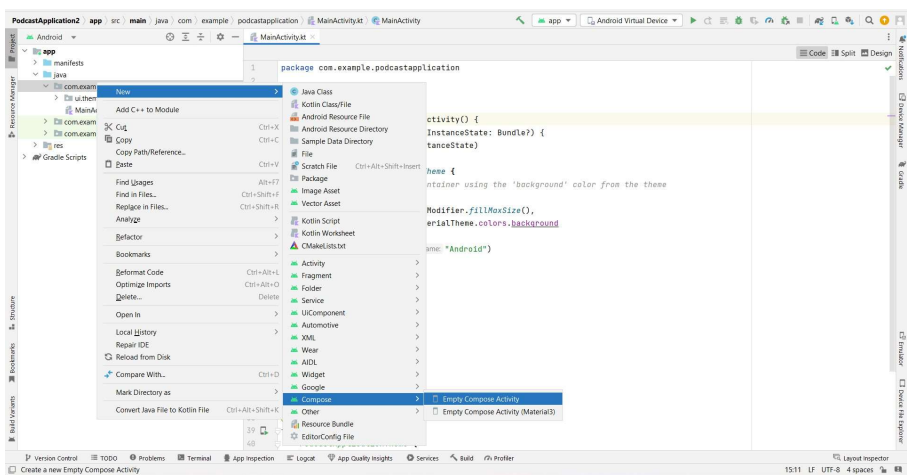 PodcastApplication2 app src main java com example podcastapplication MainActivity.kt MainActivity app Android Virtual Device
Android MainActivity.kt
Code Split Design
app
manifests
java
com.exam
ui.then
MainAc
com.exam
com.exam
res
Gradle Scripts
Project
Resource Manager
Structure
Bookmarks
Build Variants
New
Add C++ to Module
Cut Ctrl+X
Copy Ctrl+C
Copy Path/Reference...
Paste Ctrl+V
Find Usages Alt+F7
Find in Files... Ctrl+Shift+F
Replace in Files... Ctrl+Shift+R
Analyze
Refactor
Bookmarks
Reformat Code Ctrl+Alt+L
Optimize Imports Ctrl+Alt+O
Delete... Delete
Open In
Local History
Repair IDE
Reload from Disk
Compare With... Ctrl+D
Mark Directory as
Convert Java File to Kotlin File Ctrl+Alt+Shift+K
Java Class
Kotlin Class/File
Android Resource File
Android Resource Directory
Sample Data Directory
File
Scratch File Ctrl+Alt+Shift+Insert
Package
Image Asset
Vector Asset
Kotlin Script
Kotlin Worksheet
CMakeLists.txt
Activity
Fragment
Folder
Service
UiComponent
Automotive
XML
Wear
AIDL
Widget
Google
Compose
Other
Resource Bundle
EditorConfig File
Empty Compose Activity
Empty Compose Activity (Material3)
1 package com.example.podcastapplication
2
ctivity() {
InstanceState: Bundle?) {
tanceState)
heme {
ntainer using the 'background' color from the theme
Modifier.fillMaxSize(),
erialTheme.colors.background
ame: "Android")
39
40
Notifications
Device Manager
Gradle
Emulator
Device File Explorer
Version Control TODO Problems Terminal App Inspection Logcat App Quality Insights Services Build Profiler Layout Inspector
Create a new Empty Compose Activity 15:11 LF UTF-8 4 spaces